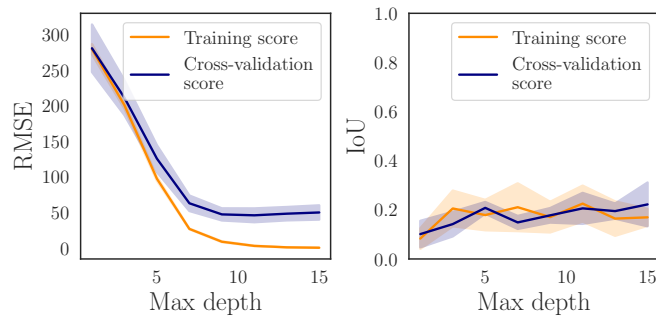 RMSE
300
250
200
150
100
50
0
5
10
15
Max depth
Training score
Cross-validation
score
IoU
1.0
0.8
0.6
0.4
0.2
0.0
5
10
15
Max depth
Training score
Cross-validation
score